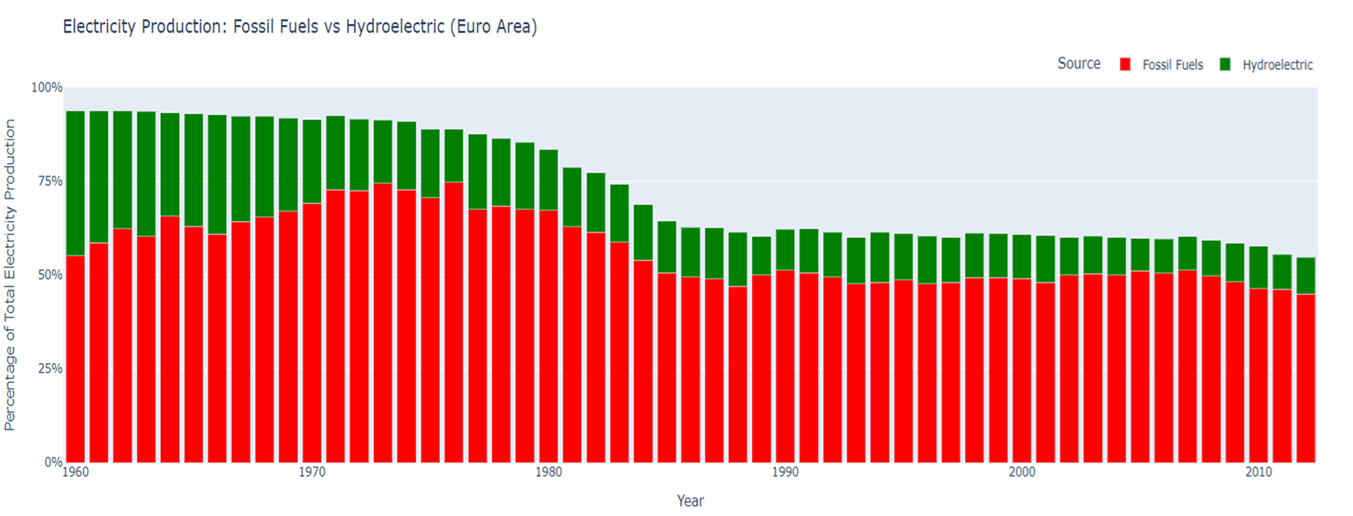 Electricity Production: Fossil Fuels vs Hydroelectric (Euro Area)
Source Fossil Fuels Hydroelectric
Percentage of Total Electricity Production
100%
75%
50%
25%
0%
1960 1970 1980 1990 2000 2010
Year